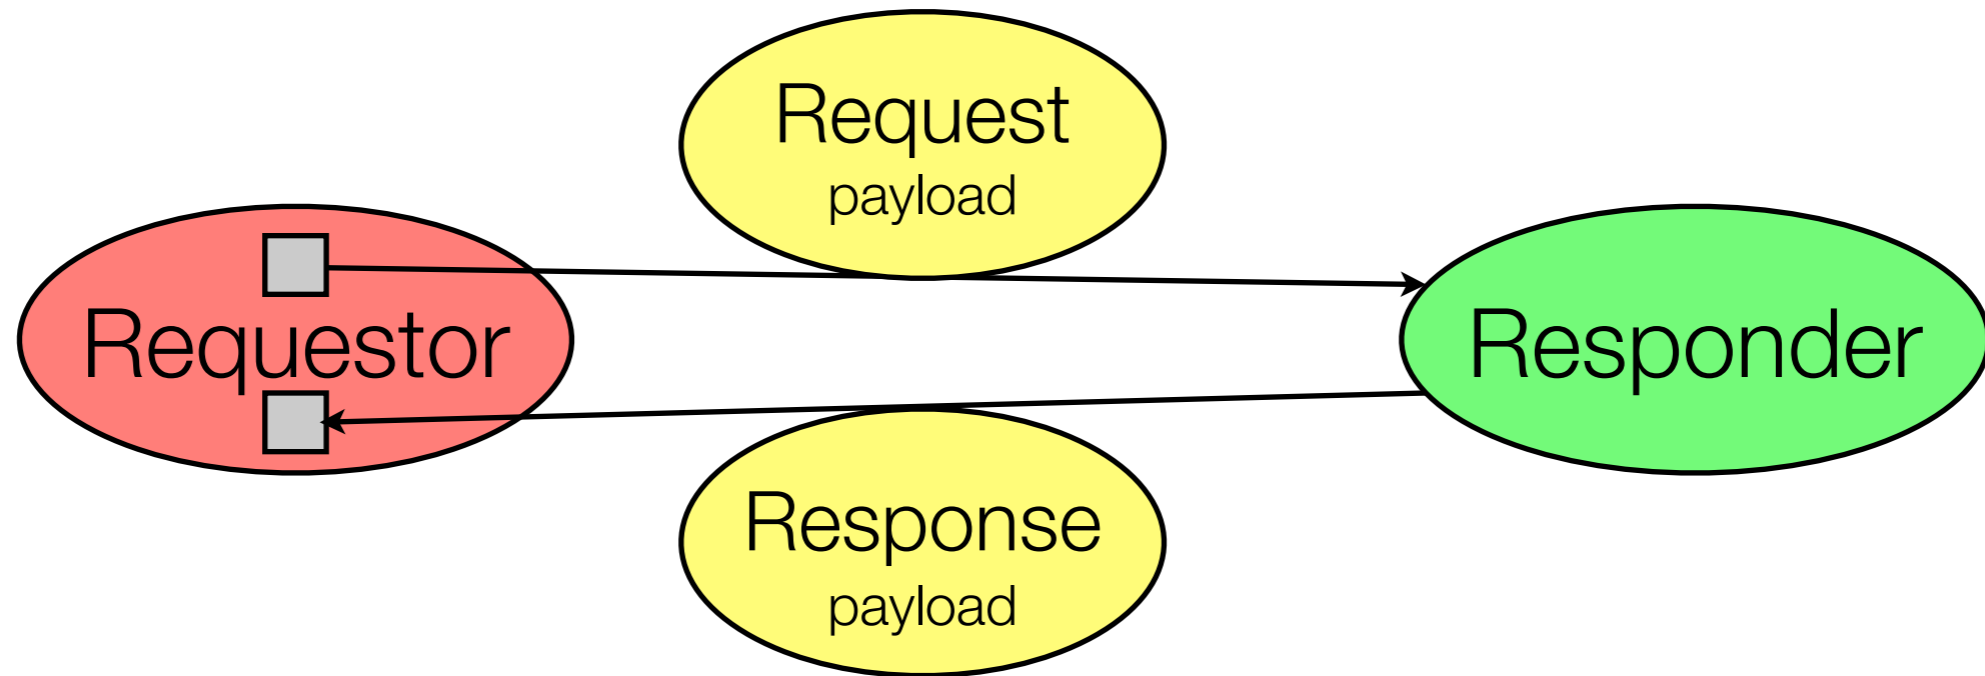 Request
payload
Requestor
Responder
Response
payload